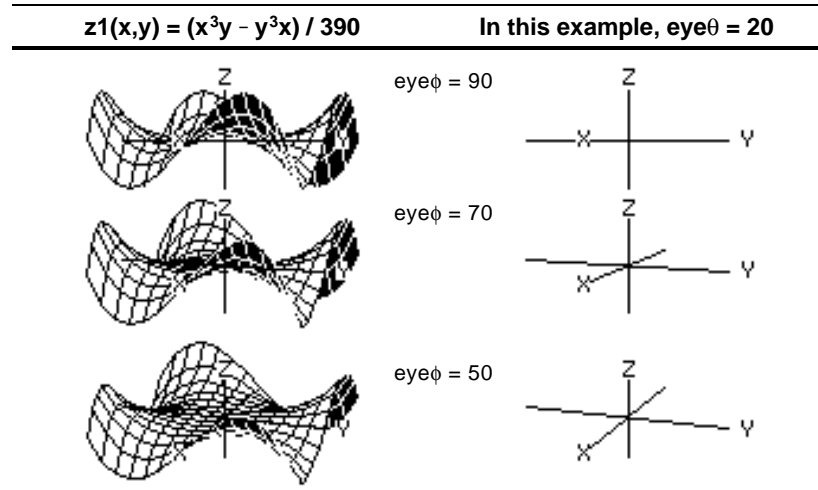 z1(x,y) = (x³y – y³x) / 390 In this example, eyeθ = 20
Z eyeϕ = 90 Z
X Y
Z eyeϕ = 70 Z
X Y
Z eyeϕ = 50 Z
X Y X Y